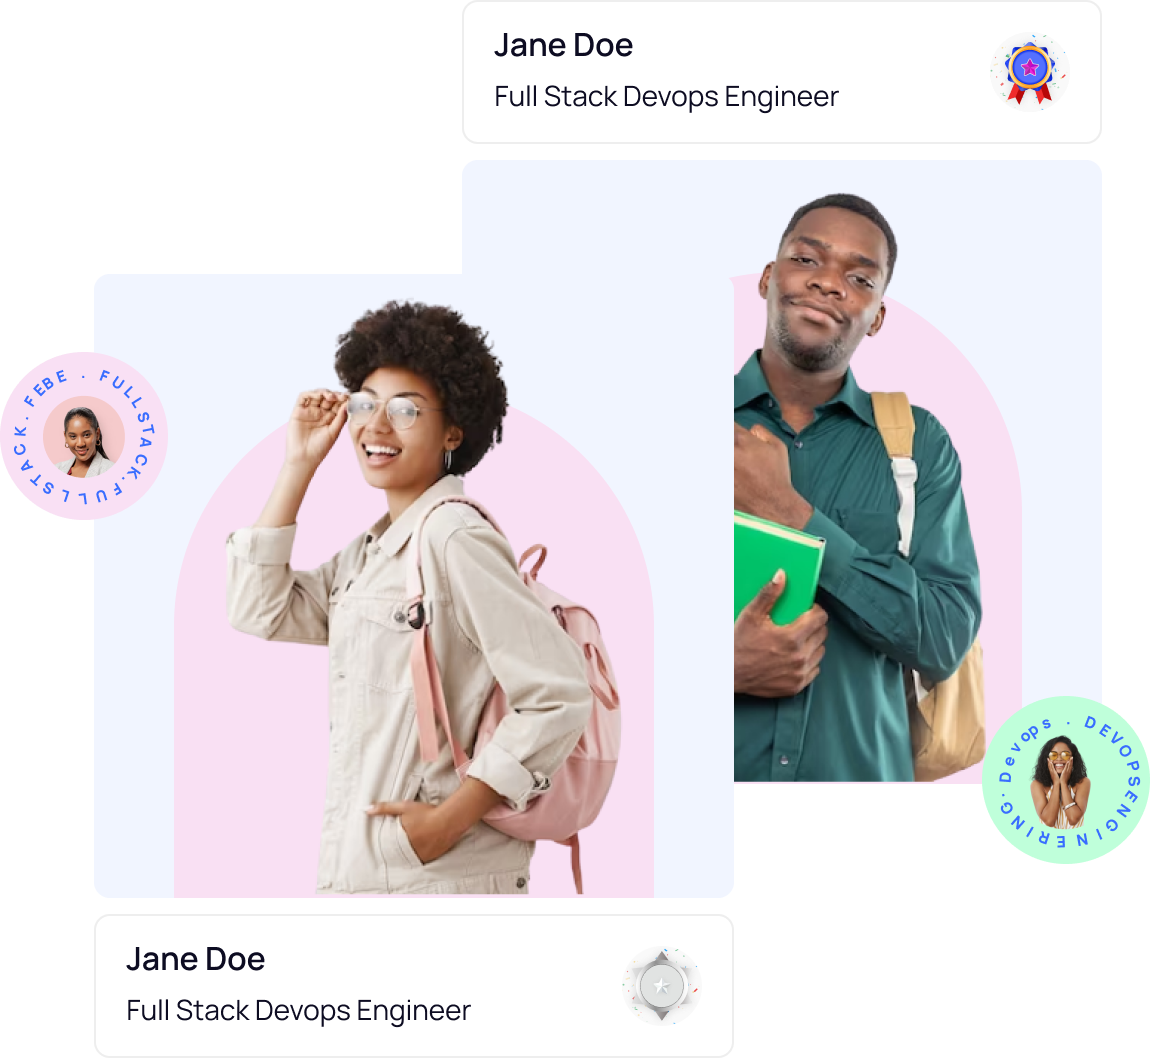 Jane Doe
Full Stack Devops Engineer
FEBE . FULLSTACK.FULLSTACK.
Devops . DEVOPSENGINERING.
Jane Doe
Full Stack Devops Engineer